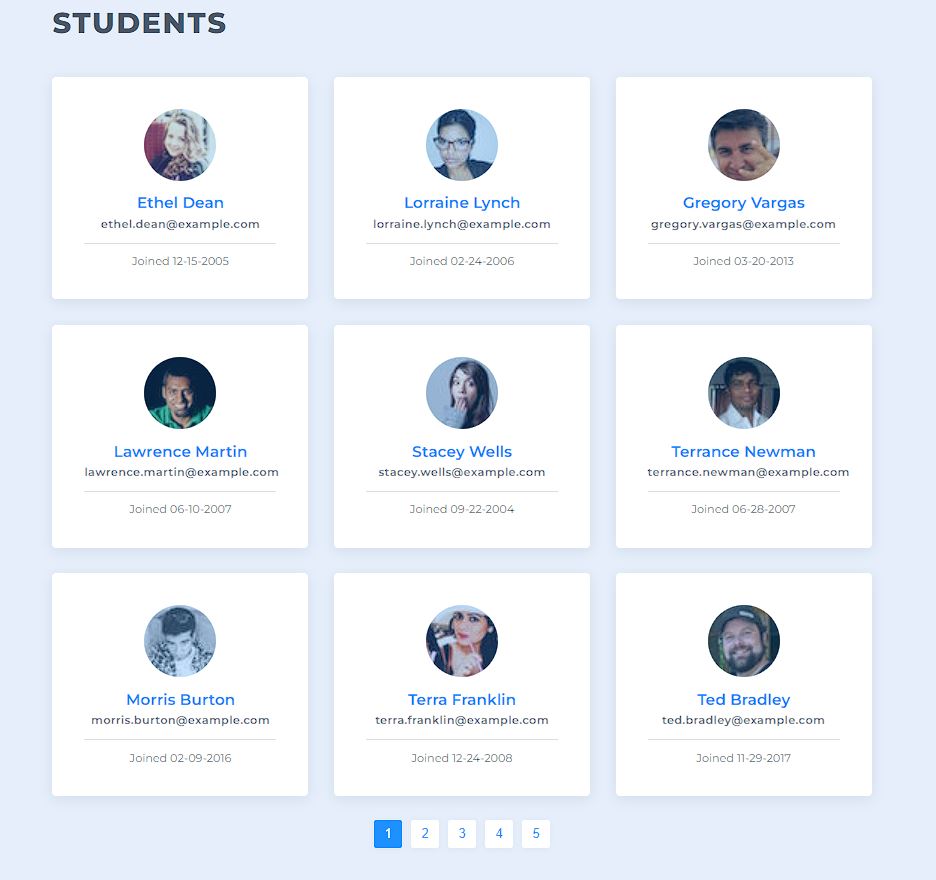 STUDENTS
Ethel Dean
ethel.dean@example.com
Joined 12-15-2005
Lorraine Lynch
lorraine.lynch@example.com
Joined 02-24-2006
Gregory Vargas
gregory.vargas@example.com
Joined 03-20-2013
Lawrence Martin
lawrence.martin@example.com
Joined 06-10-2007
Stacey Wells
stacey.wells@example.com
Joined 09-22-2004
Terrance Newman
terrance.newman@example.com
Joined 06-28-2007
Morris Burton
morris.burton@example.com
Joined 02-09-2016
Terra Franklin
terra.franklin@example.com
Joined 12-24-2008
Ted Bradley
ted.bradley@example.com
Joined 11-29-2017
1 2 3 4 5